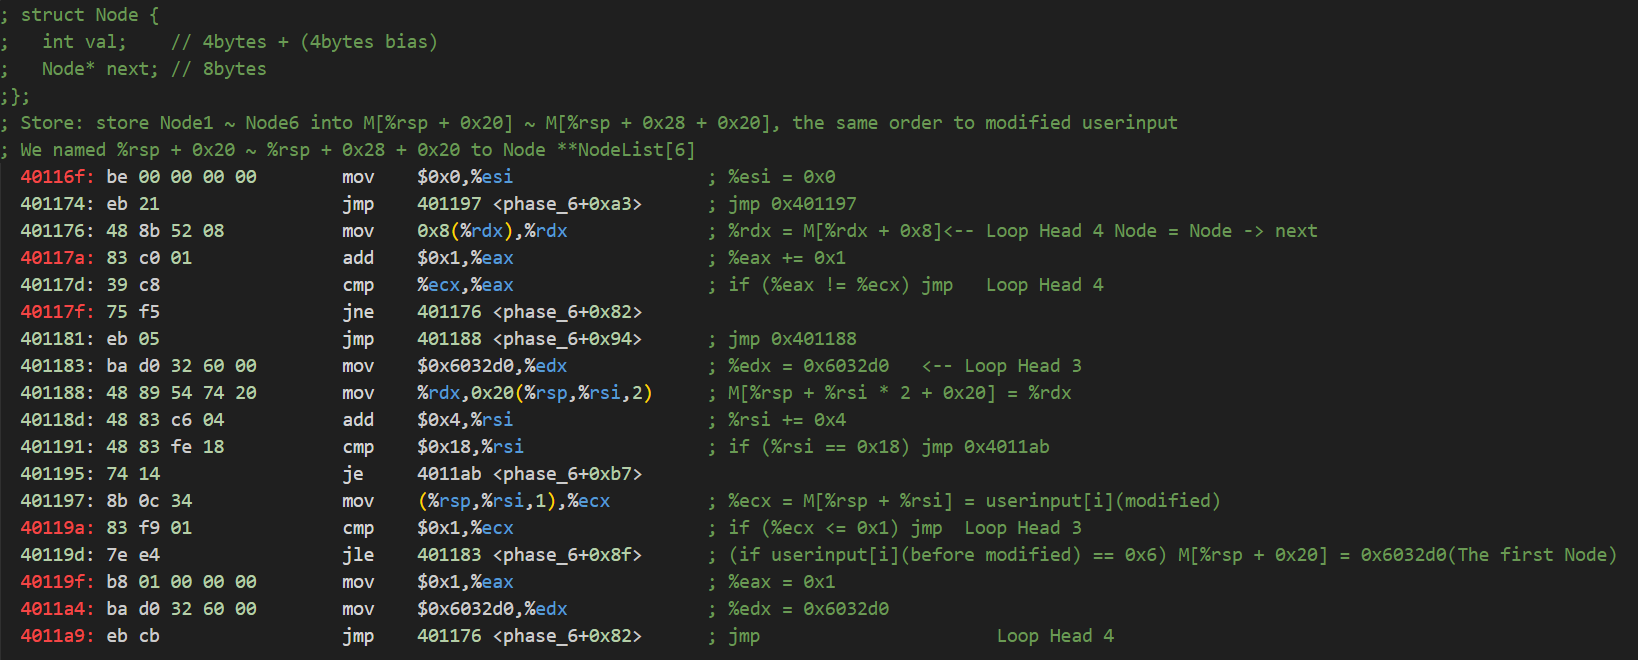 ; struct Node {
;   int val;    // 4bytes + (4bytes bias)
;   Node* next; // 8bytes
;};
; Store: store Node1 ~ Node6 into M[%rsp + 0x20] ~ M[%rsp + 0x28 + 0x20], the same order to modified userinput
; We named %rsp + 0x20 ~ %rsp + 0x28 + 0x20 to Node **NodeList[6]
  40116f: be 00 00 00 00        mov    $0x0,%esi                  ; %esi = 0x0
  401174: eb 21                 jmp    401197 <phase_6+0xa3>      ; jmp 0x401197
  401176: 48 8b 52 08           mov    0x8(%rdx),%rdx             ; %rdx = M[%rdx + 0x8]<-- Loop Head 4 Node = Node -> next
  40117a: 83 c0 01              add    $0x1,%eax                  ; %eax += 0x1
  40117d: 39 c8                 cmp    %ecx,%eax                  ; if (%eax != %ecx) jmp   Loop Head 4
  40117f: 75 f5                 jne    401176 <phase_6+0x82>
  401181: eb 05                 jmp    401188 <phase_6+0x94>      ; jmp 0x401188
  401183: ba d0 32 60 00        mov    $0x6032d0,%edx             ; %edx = 0x6032d0   <-- Loop Head 3
  401188: 48 89 54 74 20        mov    %rdx,0x20(%rsp,%rsi,2)     ; M[%rsp + %rsi * 2 + 0x20] = %rdx
  40118d: 48 83 c6 04           add    $0x4,%rsi                  ; %rsi += 0x4
  401191: 48 83 fe 18           cmp    $0x18,%rsi                 ; if (%rsi == 0x18) jmp 0x4011ab
  401195: 74 14                 je     4011ab <phase_6+0xb7>
  401197: 8b 0c 34              mov    (%rsp,%rsi,1),%ecx         ; %ecx = M[%rsp + %rsi] = userinput[i](modified)
  40119a: 83 f9 01              cmp    $0x1,%ecx                  ; if (%ecx <= 0x1) jmp  Loop Head 3
  40119d: 7e e4                 jle    401183 <phase_6+0x8f>      ; (if userinput[i](before modified) == 0x6) M[%rsp + 0x20] = 0x6032d0(The first Node)
  40119f: b8 01 00 00 00        mov    $0x1,%eax                  ; %eax = 0x1
  4011a4: ba d0 32 60 00        mov    $0x6032d0,%edx             ; %edx = 0x6032d0
  4011a9: eb cb                 jmp    401176 <phase_6+0x82>      ; jmp                      Loop Head 4